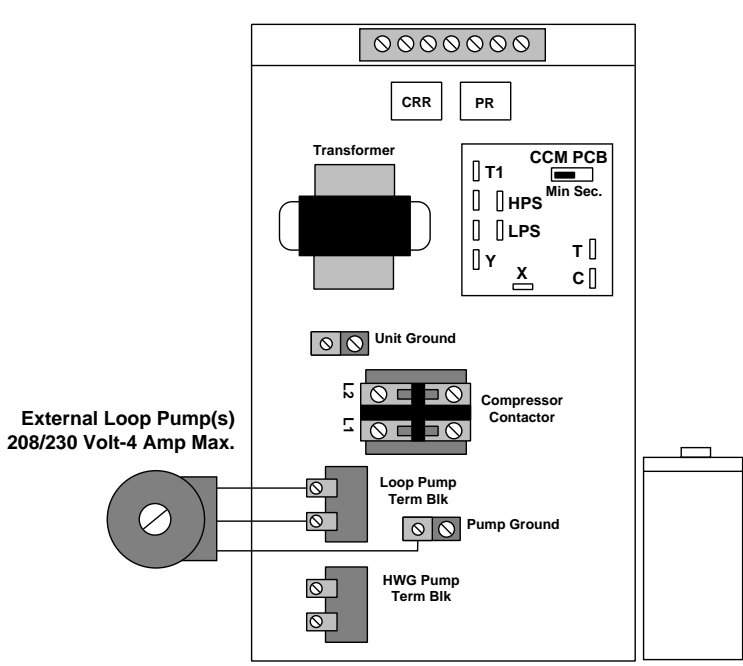 CRR
PR
Transformer
CCM PCB
T1
Min Sec.
HPS
LPS
Y
T
X
C
Unit Ground
L2
L1
Compressor
Contactor
External Loop Pump(s)
208/230 Volt-4 Amp Max.
Loop Pump
Term Blk
Pump Ground
HWG Pump
Term Blk